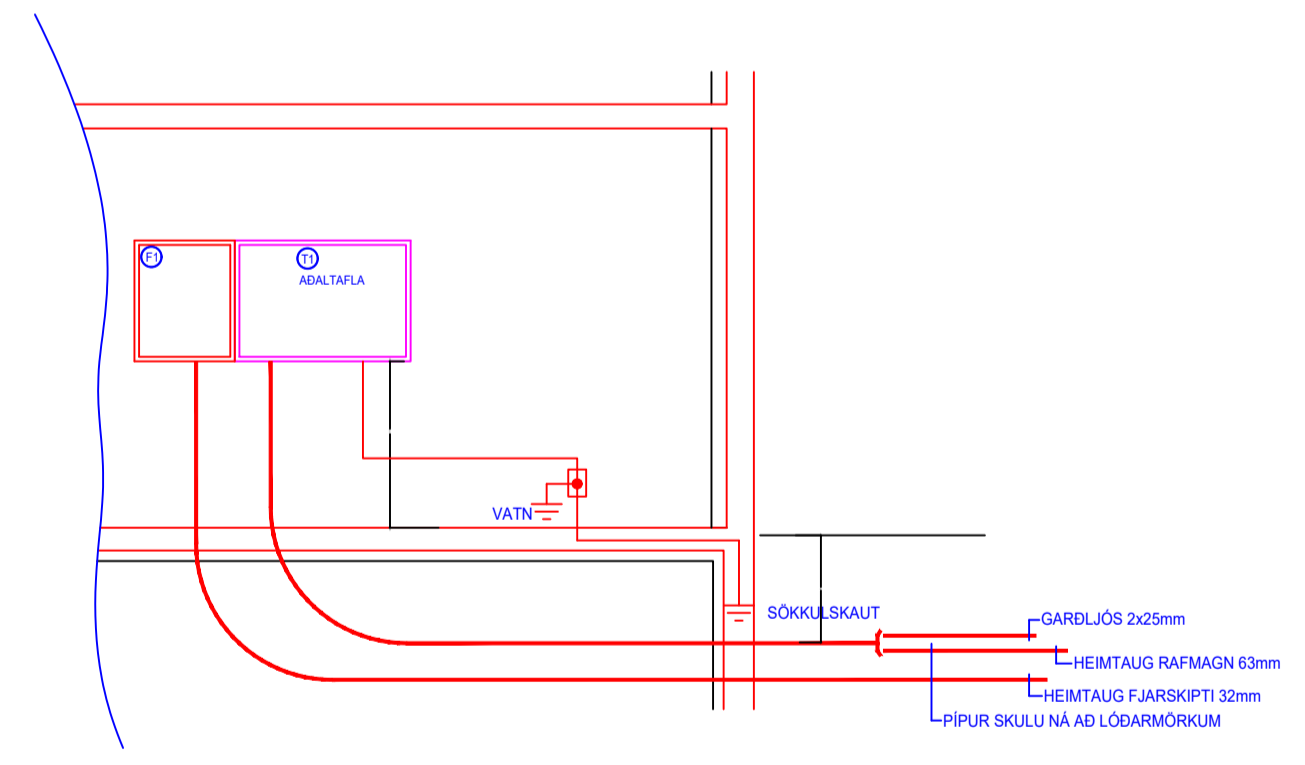 F1
T1
AÐALTAFLA
VATN
SÖKKULSKAUT
GARÐLJÓS 2x25mm
HEIMTAUG RAFMAGN 63mm
HEIMTAUG FJARSKIPTI 32mm
PÍPUR SKULU NÁ AÐ LÓÐARMÖRKUM